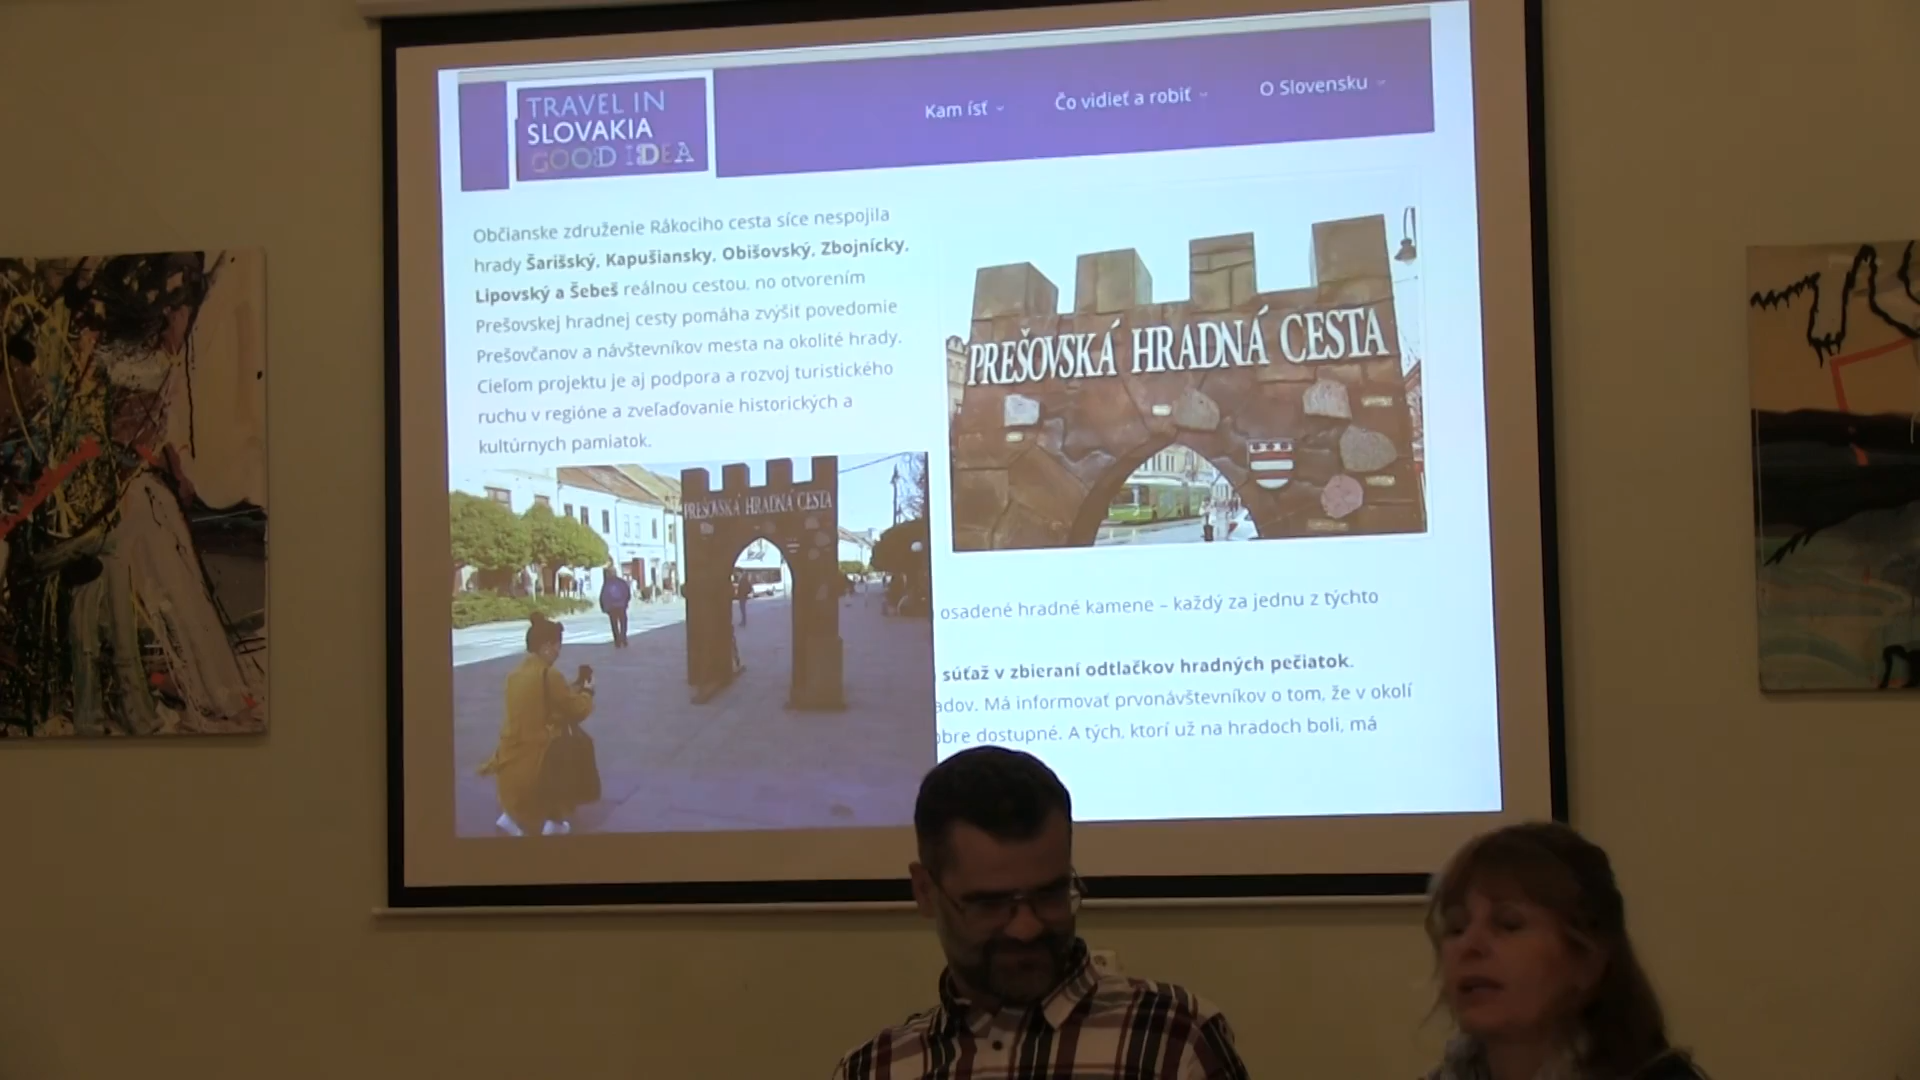 TRAVEL IN
SLOVAKIA
GOOD IDEA
Kam ísť
Čo vidieť a robiť
O Slovensku
Občianske združenie Rákociho cesta síce nespojila
hrady Šarišský, Kapušiansky, Obišovský, Zbojnícky,
Lipovský a Šebeš reálnou cestou, no otvorením
Prešovskej hradnej cesty pomáha zvýšiť povedomie
Prešovčanov a návštevníkov mesta na okolité hrady.
Cieľom projektu je aj podpora a rozvoj turistického
ruchu v regióne a zveľaďovanie historických a
kultúrnych pamiatok.
PREŠOVSKÁ HRADNÁ CESTA
PREŠOVSKÁ HRADNÁ CESTA
osadené hradné kamene – každý za jednu z týchto
súťaž v zbieraní odtlačkov hradných pečiatok.
adov. Má informovať prvonávštevníkov o tom, že v okolí
obre dostupné. A tých, ktorí už na hradoch boli, má